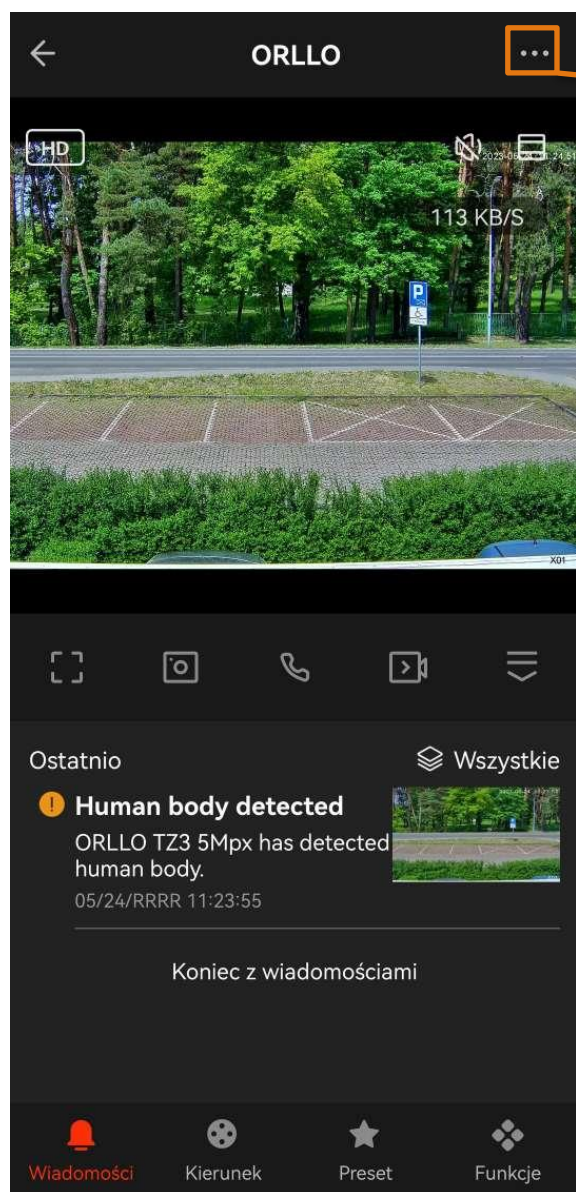 ORLLO
HD
113 KB/S
P
X01
Ostatnio
Wszystkie
Human body detected
ORLLO TZ3 5Mpx has detected
human body.
05/24/RRRR 11:23:55
Koniec z wiadomościami
Wiadomości
Kierunek
Preset
Funkcje